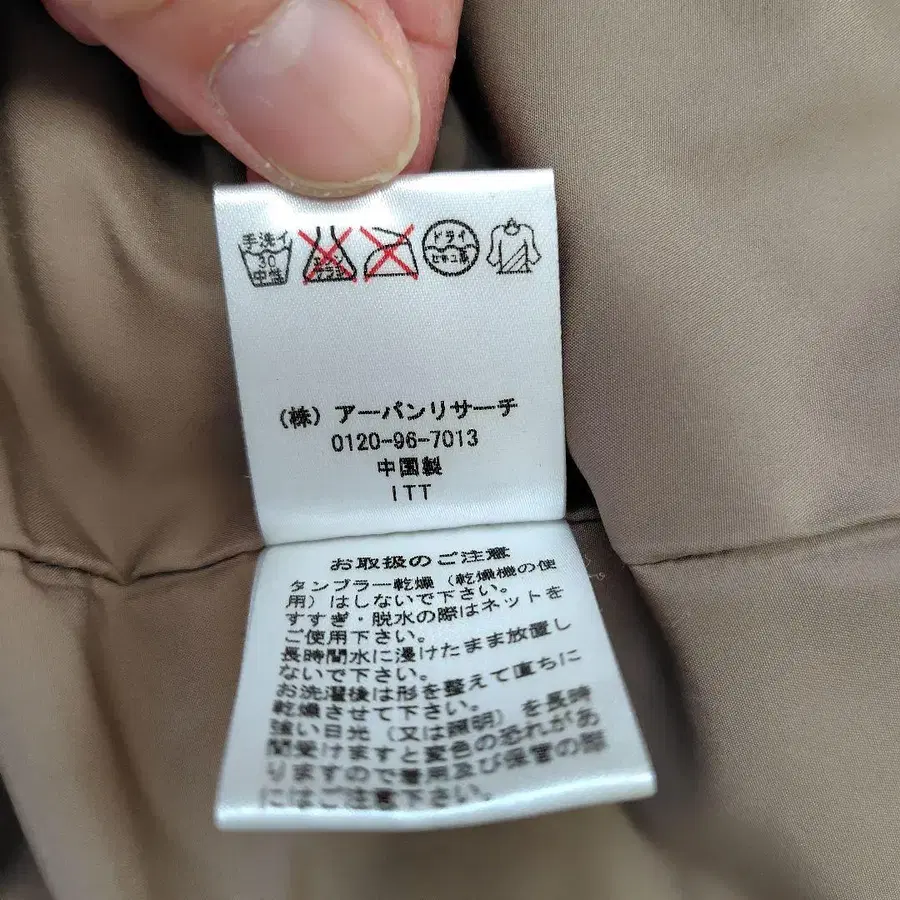 手洗イ
30
中性
エンソ
サラシ
ドライ
セキユ系
(株) アーバンリサーチ
0120-96-7013
中国製
ITT
お取扱のご注意
タンブラー乾燥（乾燥機の使
用）はしないで下さい。
すすぎ・脱水の際はネットを
ご使用下さい。
長時間水に浸けたまま放置し
ないで下さい。
お洗濯後は形を整えて直ちに
乾燥させて下さい。
強い日光（又は照明）を長時
間受けますと変色の恐れがあ
りますので着用及び保管の際
にはご注意下さい。